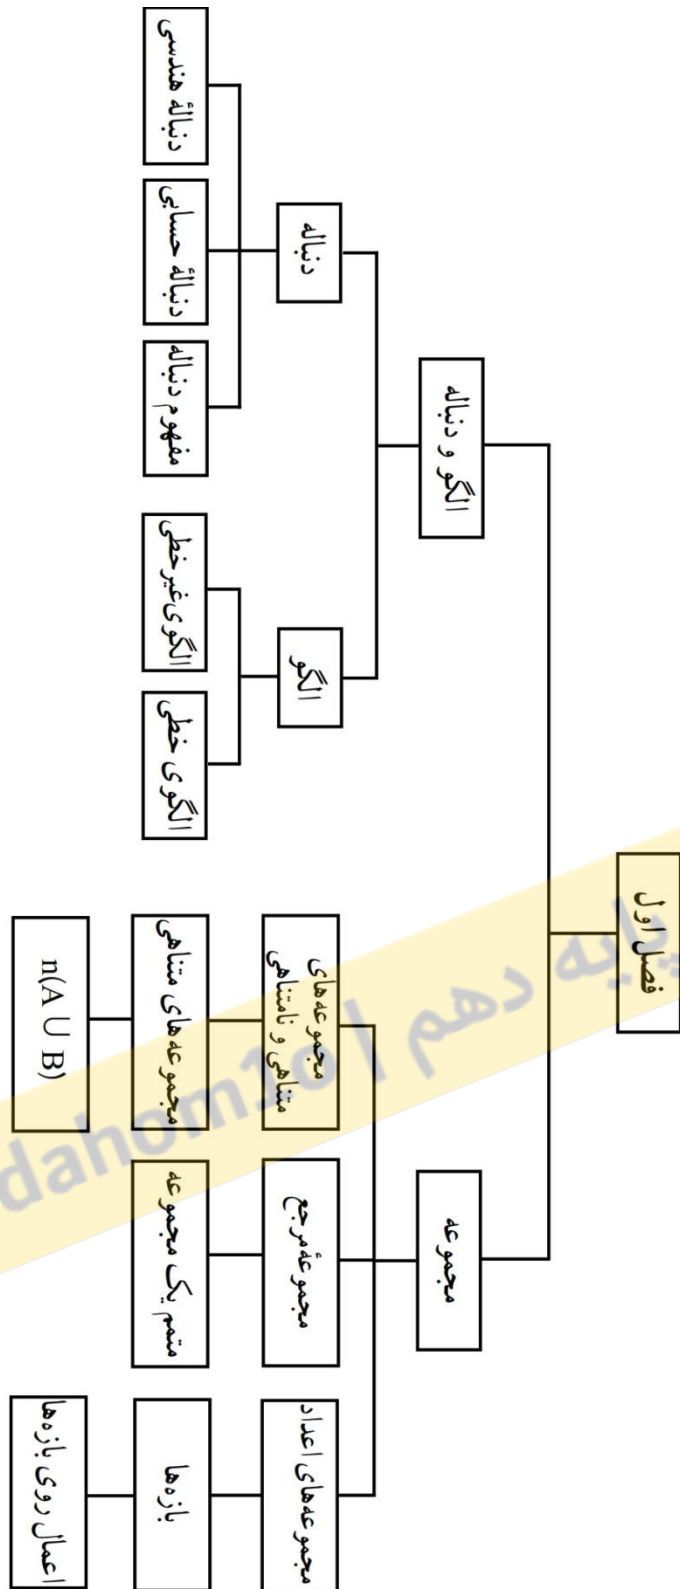 فصل اول
مجموعه
الگو و دنباله
مجموعه‌های اعداد
مجموعهٔ مرجع
مجموعه‌های
متناهی و نامتناهی
الگو
دنباله
بازه‌ها
متمم یک مجموعه
مجموعه‌های متناهی
الگوی خطی
الگوی غیرخطی
مفهوم دنباله
دنبالهٔ حسابی
دنبالهٔ هندسی
اعمال روی بازه‌ها
n(A ∪ B)
پایه دهم | dahom1o